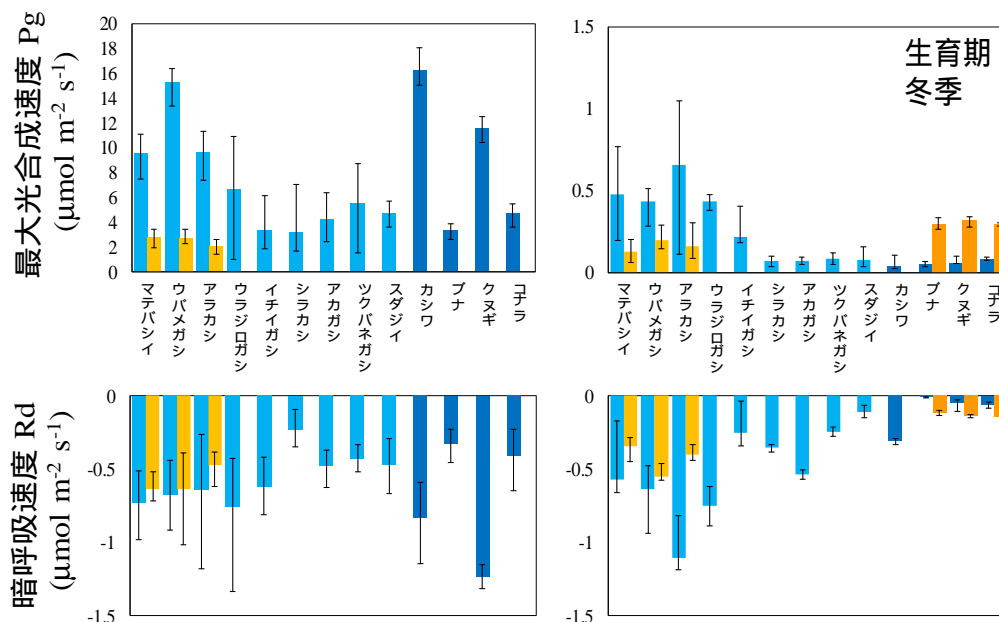 最大光合成速度 Pg
(μmol m-2 s-1)
20
18
16
14
12
10
8
6
4
2
0
マテバシイ
ウバメガシ
アラカシ
ウラジロガシ
イチイガシ
シラカシ
アカガシ
ツクバネガシ
スダジイ
カシワ
ブナ
クヌギ
コナラ
1.5
1
0.5
0
生育期
冬季
マテバシイ
ウバメガシ
アラカシ
ウラジロガシ
イチイガシ
シラカシ
アカガシ
ツクバネガシ
スダジイ
カシワ
ブナ
クヌギ
コナラ
暗呼吸速度 Rd
(μmol m-2 s-1)
0
-0.5
-1
-1.5
0
-0.5
-1
-1.5